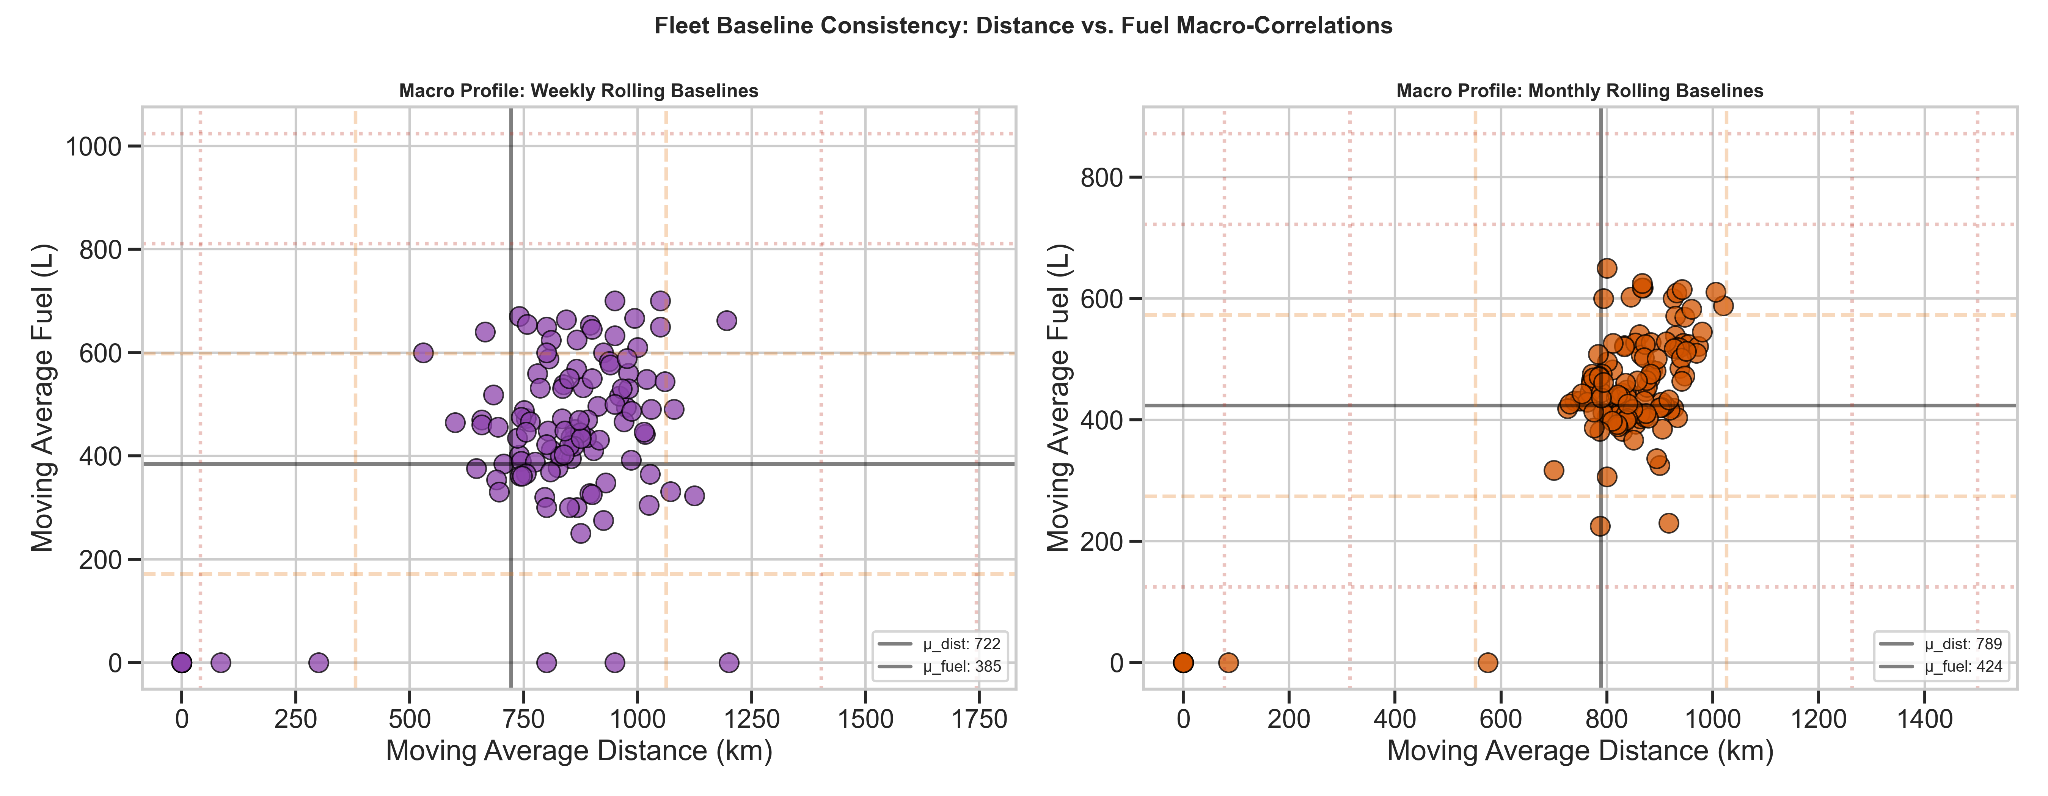 Fleet Baseline Consistency: Distance vs. Fuel Macro-Correlations
Macro Profile: Weekly Rolling Baselines
Moving Average Fuel (L)
1000
800
600
400
200
0
0 250 500 750 1000 1250 1500 1750
Moving Average Distance (km)
μ_dist: 722
μ_fuel: 385
Macro Profile: Monthly Rolling Baselines
Moving Average Fuel (L)
800
600
400
200
0
0 200 400 600 800 1000 1200 1400
Moving Average Distance (km)
μ_dist: 789
μ_fuel: 424